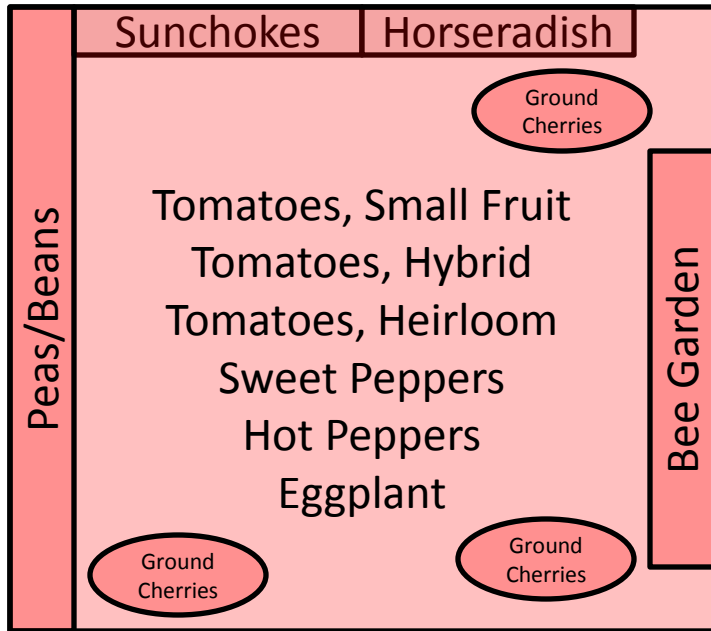 Sunchokes
Horseradish
Ground
Cherries
Peas/Beans
Tomatoes, Small Fruit
Tomatoes, Hybrid
Tomatoes, Heirloom
Sweet Peppers
Hot Peppers
Eggplant
Bee Garden
Ground
Cherries
Ground
Cherries